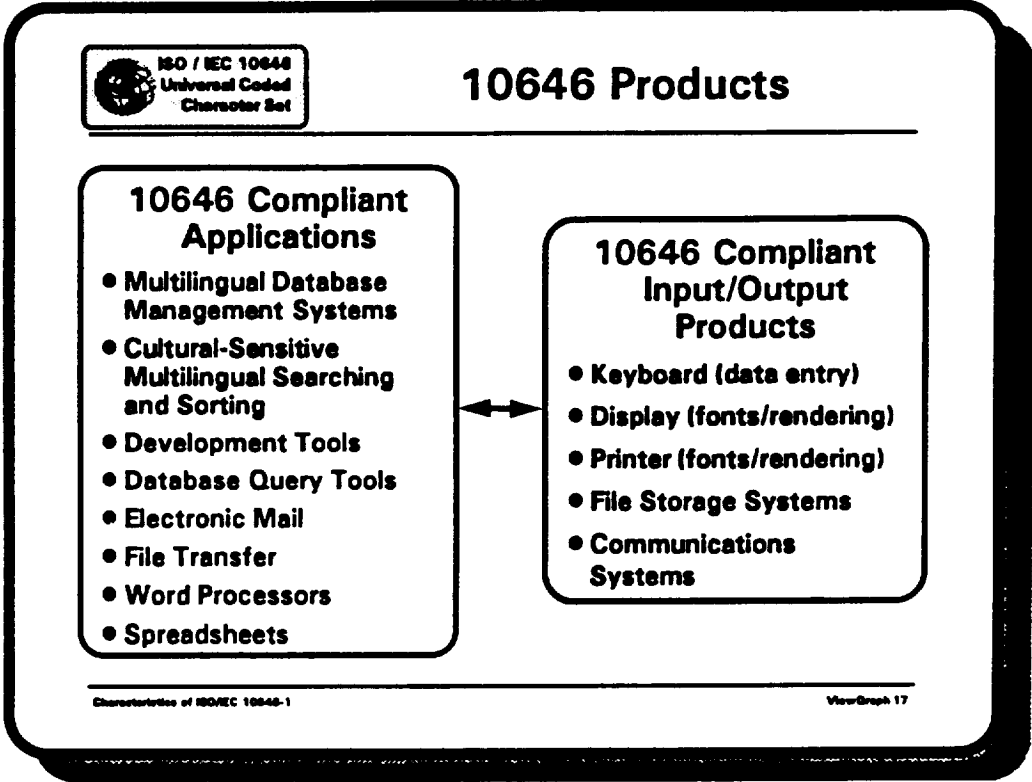 ISO / IEC 10646
Universal Coded
Character Set
10646 Products
10646 Compliant
Applications
● Multilingual Database
Management Systems
● Cultural-Sensitive
Multilingual Searching
and Sorting
● Development Tools
● Database Query Tools
● Electronic Mail
● File Transfer
● Word Processors
● Spreadsheets
10646 Compliant
Input/Output
Products
● Keyboard (data entry)
● Display (fonts/rendering)
● Printer (fonts/rendering)
● File Storage Systems
● Communications
Systems
Characteristics of ISO/IEC 10646-1
ViewGraph 17